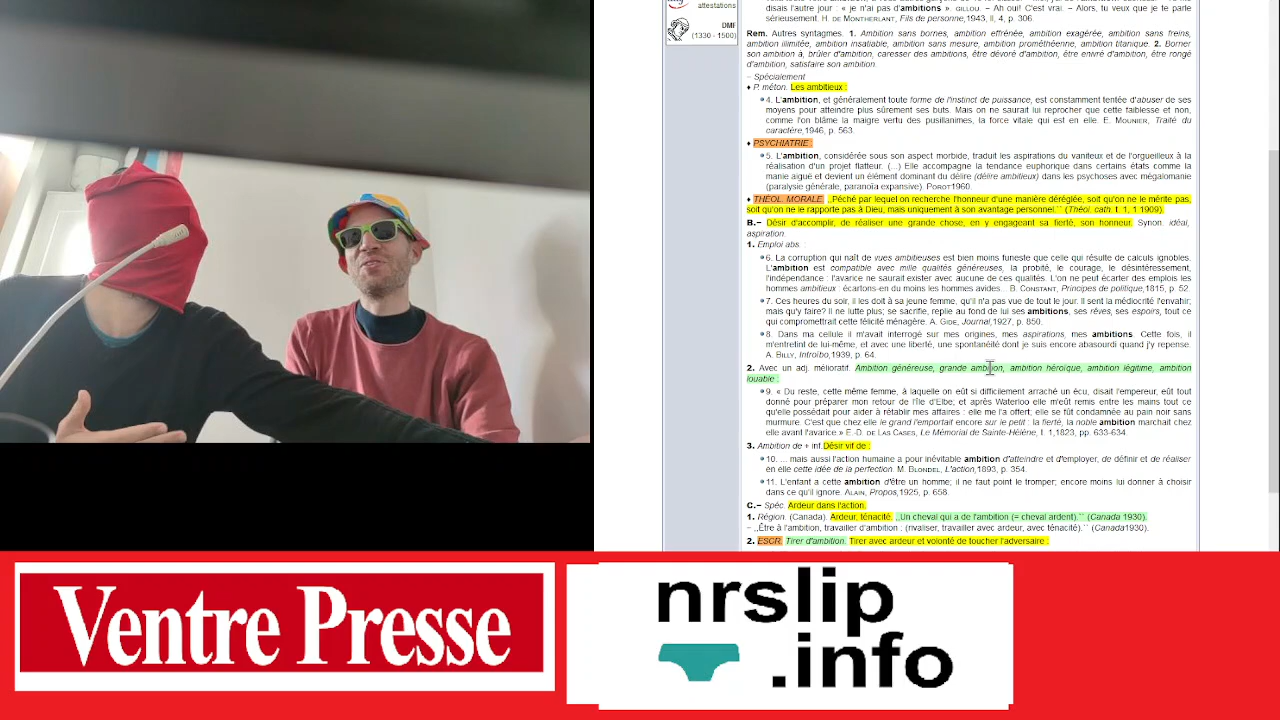 attestations
DMF
(1330 - 1500)
disais l'autre jour : « je n'ai pas d'ambitions ». GILLOU. – Ah oui! C'est vrai. – Alors, tu veux que je te parle
sérieusement. H. DE MONTHERLANT, Fils de personne,1943, II, 4, p. 306.
Rem. Autres syntagmes. 1. Ambition sans bornes, ambition effrénée, ambition exagérée, ambition sans freins,
ambition illimitée, ambition insatiable, ambition sans mesure, ambition prométhéenne, ambition titanique. 2. Borner
son ambition à, brûler d'ambition, caresser des ambitions, être dévoré d'ambition, être enivré d'ambition, être rongé
d'ambition, satisfaire son ambition.
− Spécialement
♦ P. méton. Les ambitieux :
4. L'ambition, et généralement toute forme de l'instinct de puissance, est constamment tentée d'abuser de ses
moyens pour atteindre plus sûrement ses buts. Mais on ne saurait lui reprocher que cette faiblesse et non,
comme l'on blâme la maigre vertu des pusillanimes, la force vitale qui est en elle. E. MOUNIER, Traité du
caractère,1946, p. 563.
♦ PSYCHIATRIE :
5. L'ambition, considérée sous son aspect morbide, traduit les aspirations du vaniteux et de l'orgueilleux à la
réalisation d'un projet flatteur. (...) Elle accompagne la tendance euphorique dans certains états comme la
manie aiguë et devient un élément dominant du délire (délire ambitieux) dans les psychoses avec mégalomanie
(paralysie générale, paranoïa expansive). POROT1960.
♦ THÉOL. MORALE. ,,Péché par lequel on recherche l'honneur d'une manière déréglée, soit qu'on ne le mérite pas,
soit qu'on ne le rapporte pas à Dieu, mais uniquement à son avantage personnel.`` (Théol. cath. t. 1, 1 1909).
B.− Désir d'accomplir, de réaliser une grande chose, en y engageant sa fierté, son honneur. Synon. idéal,
aspiration.
1. Emploi abs. :
6. La corruption qui naît de vues ambitieuses est bien moins funeste que celle qui résulte de calculs ignobles.
L'ambition est compatible avec mille qualités généreuses, la probité, le courage, le désintéressement,
l'indépendance : l'avarice ne saurait exister avec aucune de ces qualités. L'on ne peut écarter des emplois les
hommes ambitieux : écartons-en du moins les hommes avides... B. CONSTANT, Principes de politique,1815, p. 52.
7. Ces heures du soir, il les doit à sa jeune femme, qu'il n'a pas vue de tout le jour. Il sent la médiocrité l'envahir;
mais qu'y faire? Il ne lutte plus; se sacrifie, replie au fond de lui ses ambitions, ses rêves, ses espoirs, tout ce
qui compromettrait cette félicité ménagère. A. GIDE, Journal,1927, p. 850.
8. Dans ma cellule il m'avait interrogé sur mes origines, mes aspirations, mes ambitions. Cette fois, il
m'entretint de lui-même, et avec une liberté, une spontanéité dont je suis encore abasourdi quand j'y repense.
A. BILLY, Introïbo,1939, p. 64.
2. Avec un adj. mélioratif. Ambition généreuse, grande ambition, ambition héroïque, ambition légitime, ambition
louable :
9. « Du reste, cette même femme, à laquelle on eût si difficilement arraché un écu, disait l'empereur, eût tout
donné pour préparer mon retour de l'île d'Elbe; et après Waterloo elle m'eût remis entre les mains tout ce
qu'elle possédait pour aider à rétablir mes affaires : elle me l'a offert; elle se fût condamnée au pain noir sans
murmure. C'est que chez elle le grand l'emportait encore sur le petit : la fierté, la noble ambition marchait chez
elle avant l'avarice » E.-D. DE LAS CASES, Le Mémorial de Sainte-Hélène, t. 1,1823, pp. 633-634.
3. Ambition de + inf.Désir vif de :
10. ... mais aussi l'action humaine a pour inévitable ambition d'atteindre et d'employer, de définir et de réaliser
en elle cette idée de la perfection. M. BLONDEL, L'action,1893, p. 354.
11. L'enfant a cette ambition d'être un homme; il ne faut point le tromper; encore moins lui donner à choisir
dans ce qu'il ignore. ALAIN, Propos,1925, p. 658.
C.− Spéc. Ardeur dans l'action.
1. Région. (Canada). Ardeur, ténacité: ,,Un cheval qui a de l'ambition (= cheval ardent).`` (Canada 1930).
− ,,Être à l'ambition, travailler d'ambition : (rivaliser, travailler avec ardeur, avec ténacité).`` (Canada1930).
2. ESCR. Tirer d'ambition. Tirer avec ardeur et volonté de toucher l'adversaire :
Ventre Presse
nrslip
.info